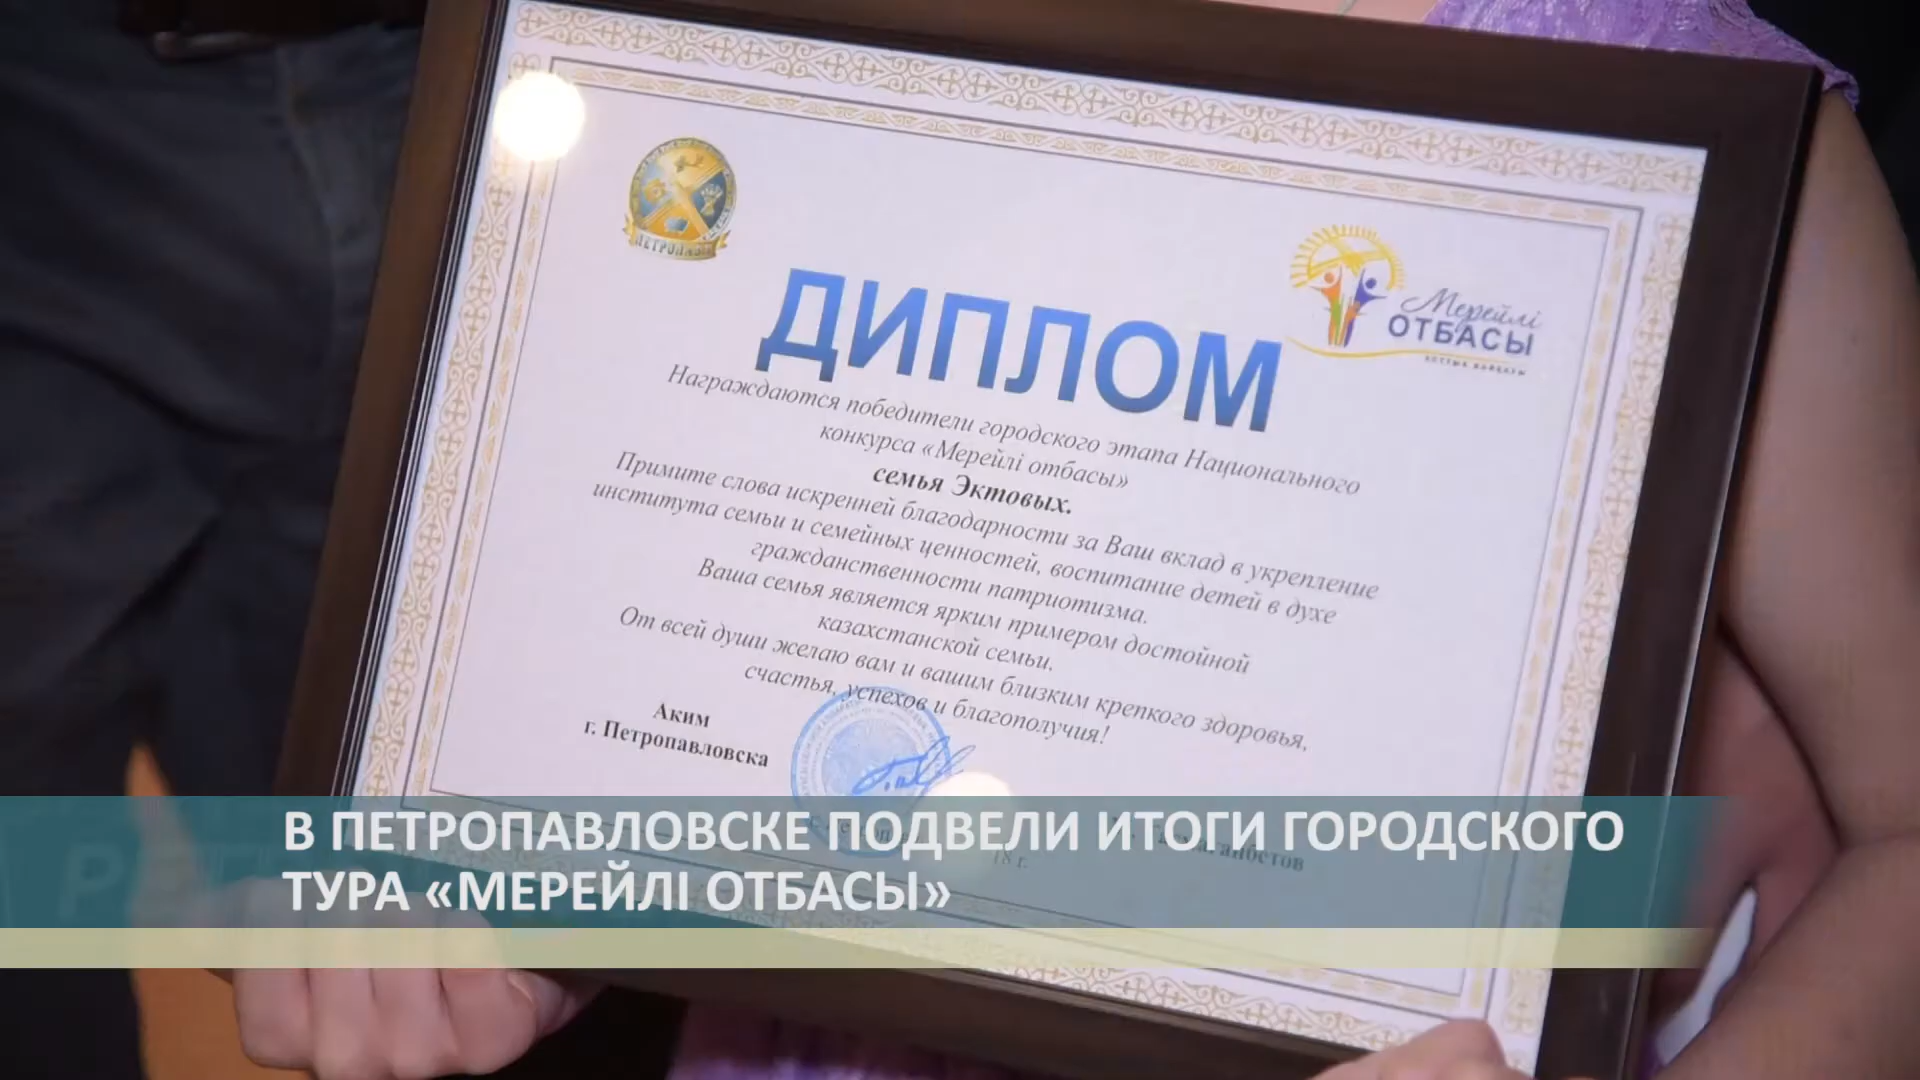 ПЕТРОПАВЛ
Мерейлі
ОТБАСЫ
ДИПЛОМ
Награждаются победители городского этапа Национального
конкурса «Мерейлі отбасы»
семья Эктовых.
Примите слова искренней благодарности за Ваш вклад в укрепление
института семьи и семейных ценностей, воспитание детей в духе
гражданственности патриотизма.
Ваша семья является ярким примером достойной
казахстанской семьи.
От всей души желаю вам и вашим близким крепкого здоровья,
счастья, успехов и благополучия!
Аким
г. Петропавловска
В ПЕТРОПАВЛОВСКЕ ПОДВЕЛИ ИТОГИ ГОРОДСКОГО
ТУРА «МЕРЕЙЛІ ОТБАСЫ»